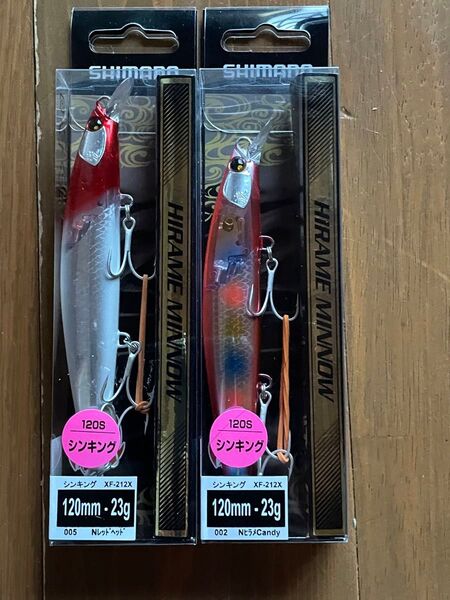 SHIMANO
HIRAME MINNOW
120S
シンキング
シンキング XF-212X
120mm - 23g
005 Nﾚｯﾄﾞﾍｯﾄﾞ
SHIMANO
HIRAME MINNOW
120S
シンキング
シンキング XF-212X
120mm - 23g
002 NヒラメCandy